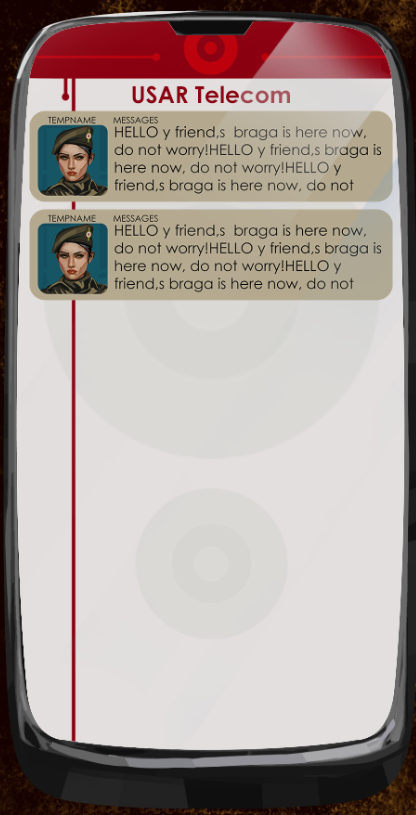 USAR Telecom
TEMPNAME MESSAGES
HELLO y friend,s braga is here now,
do not worry!HELLO y friend,s braga is
here now, do not worry!HELLO y
friend,s braga is here now, do not
TEMPNAME MESSAGES
HELLO y friend,s braga is here now,
do not worry!HELLO y friend,s braga is
here now, do not worry!HELLO y
friend,s braga is here now, do not